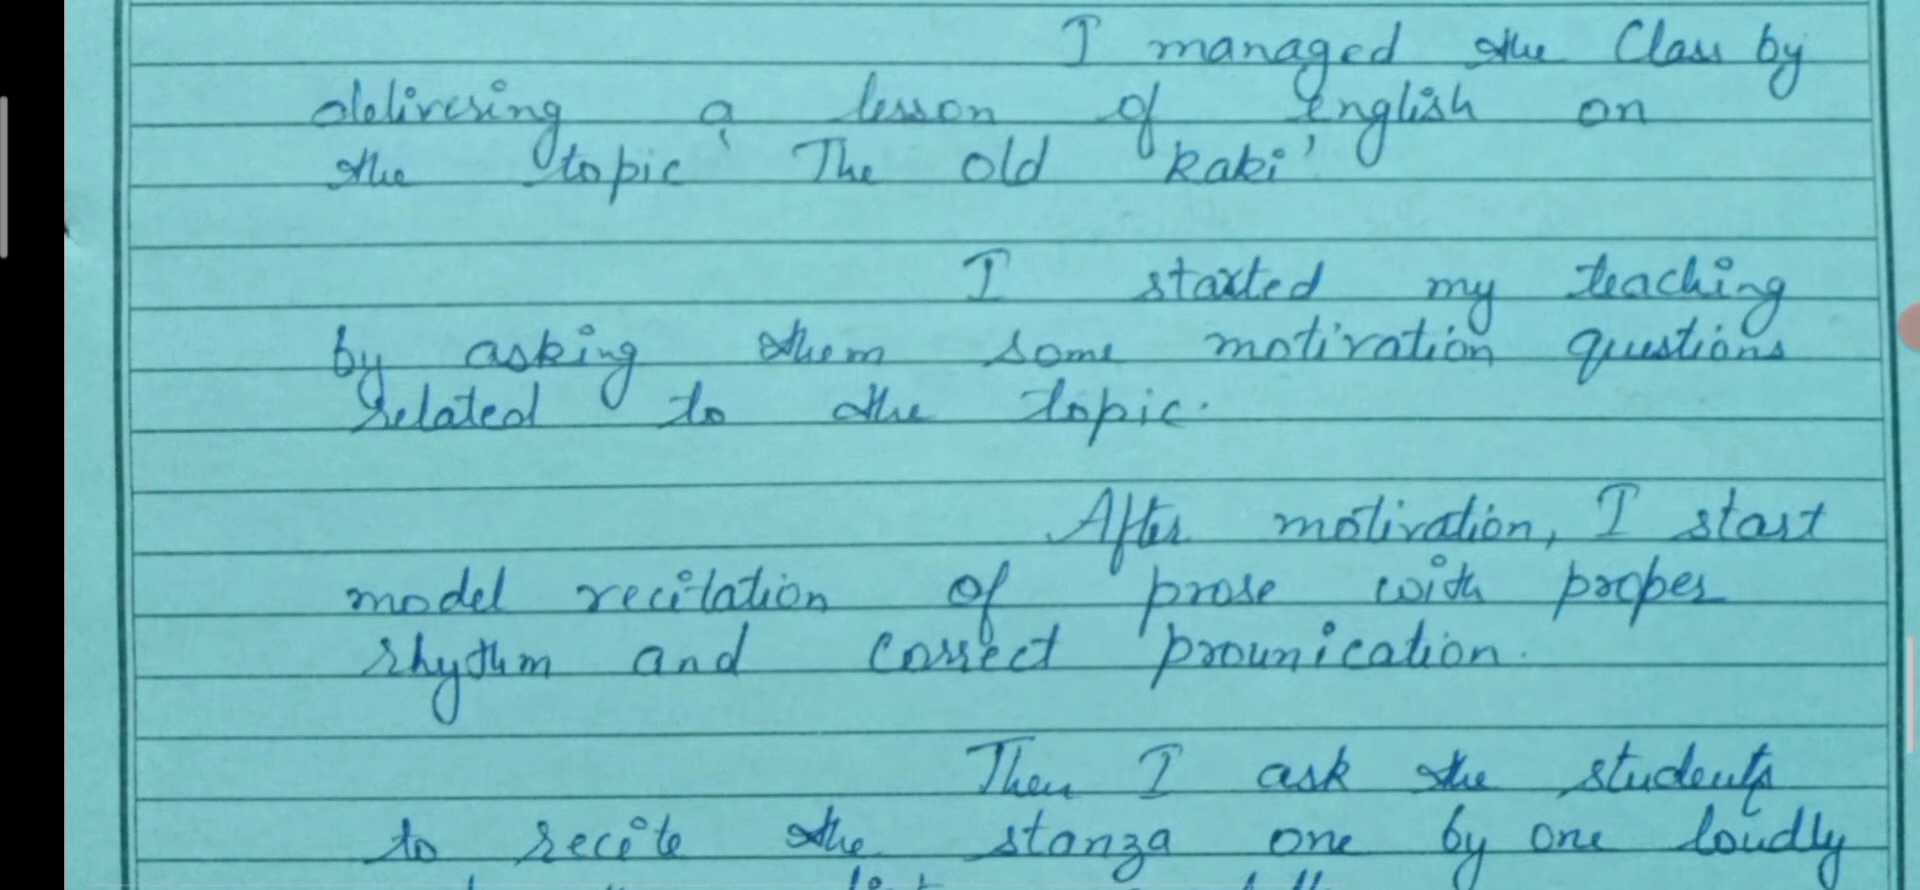 I managed the Class by
delivering a lesson of English on
the topic ' The old kaki'
I started my teaching
by asking them some motivation questions
related to the topic.
After motivation, I start
model recitation of prose with proper
rhythm and correct prounication.
Then I ask the students
to recite the stanza one by one loudly